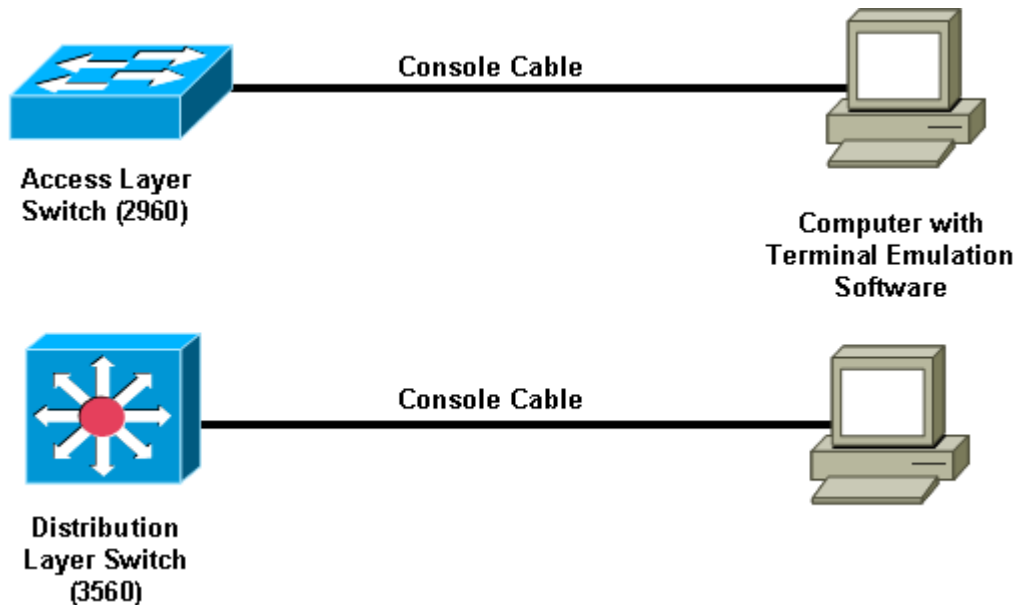 Console Cable
Access Layer
Switch (2960)
Computer with
Terminal Emulation
Software
Console Cable
Distribution
Layer Switch
(3560)